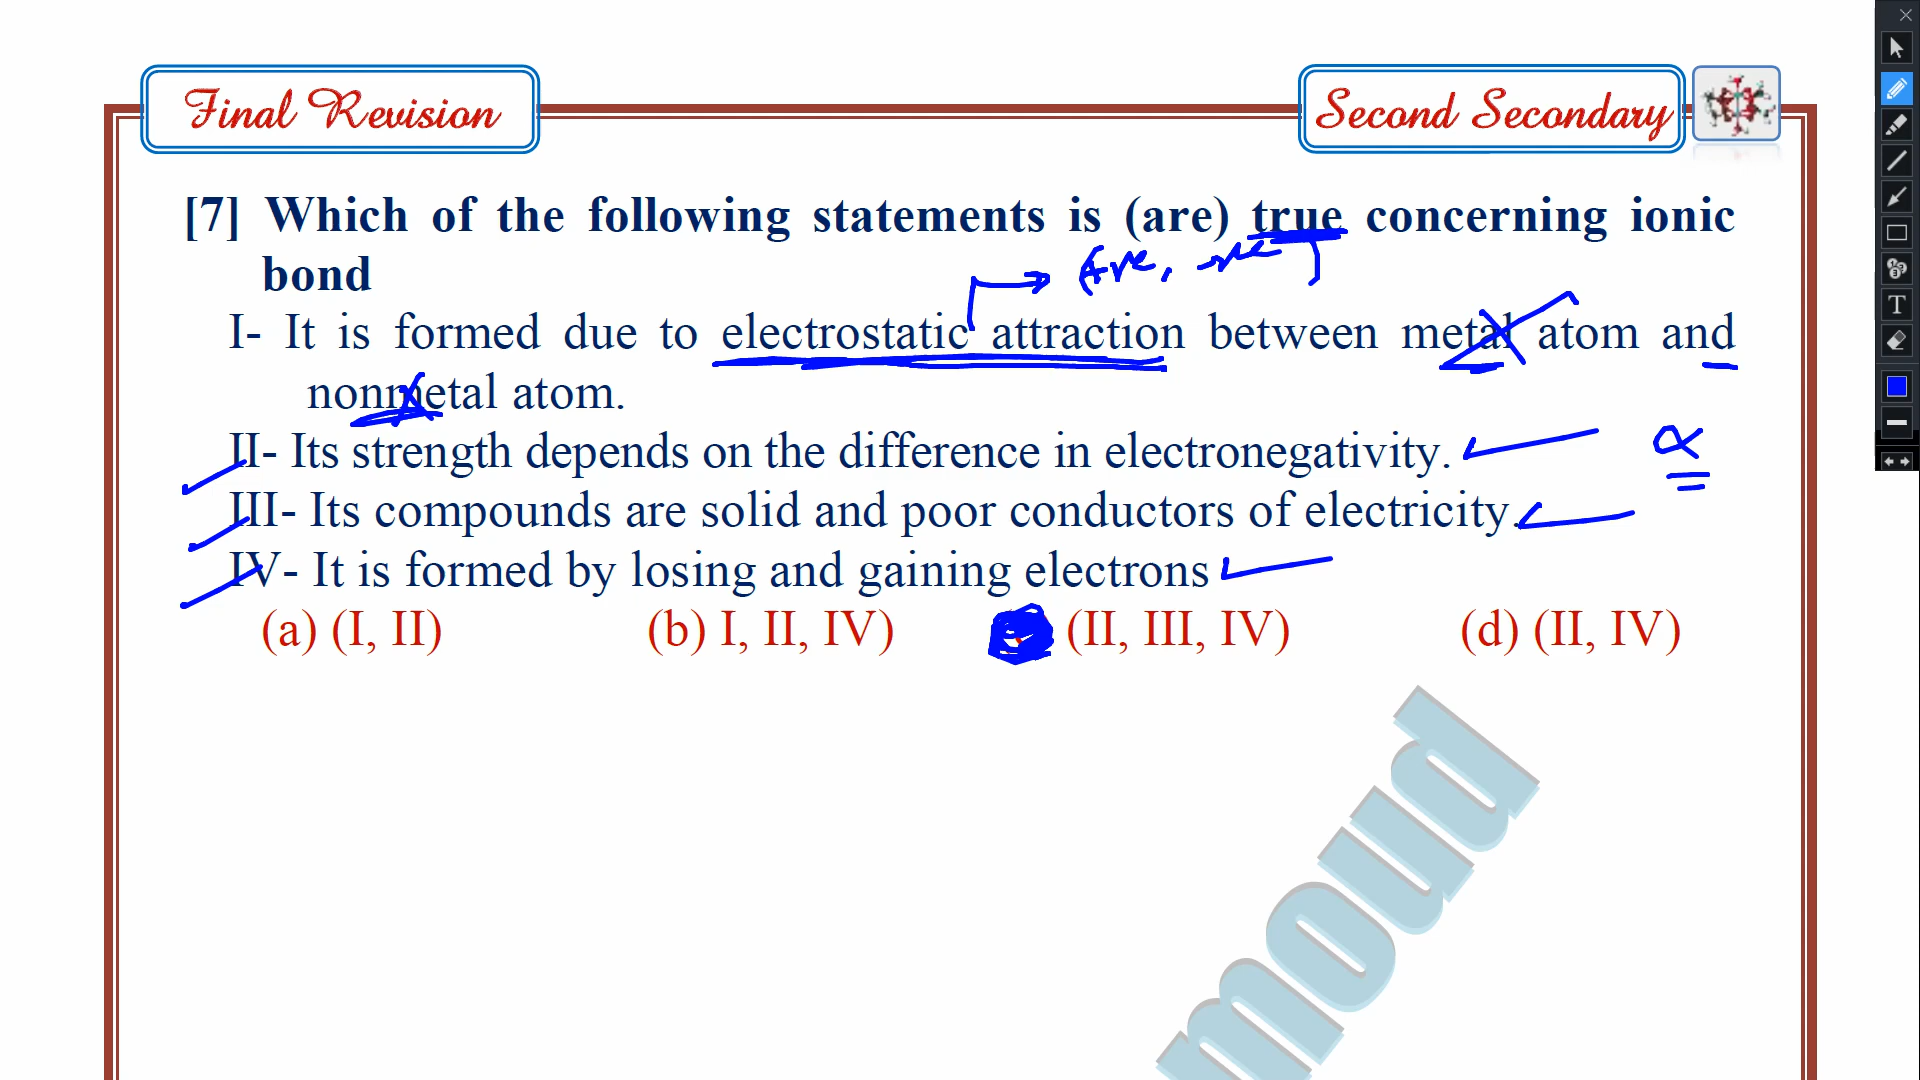 Final Revision
Second Secondary
[7] Which of the following statements is (are) true concerning ionic
bond
(+ve, -ve)
I- It is formed due to electrostatic attraction between metal atom and
nonmetal atom.
II- Its strength depends on the difference in electronegativity.
∝
III- Its compounds are solid and poor conductors of electricity.
IV- It is formed by losing and gaining electrons
(a) (I, II) (b) I, II, IV) (II, III, IV) (d) (II, IV)
moud